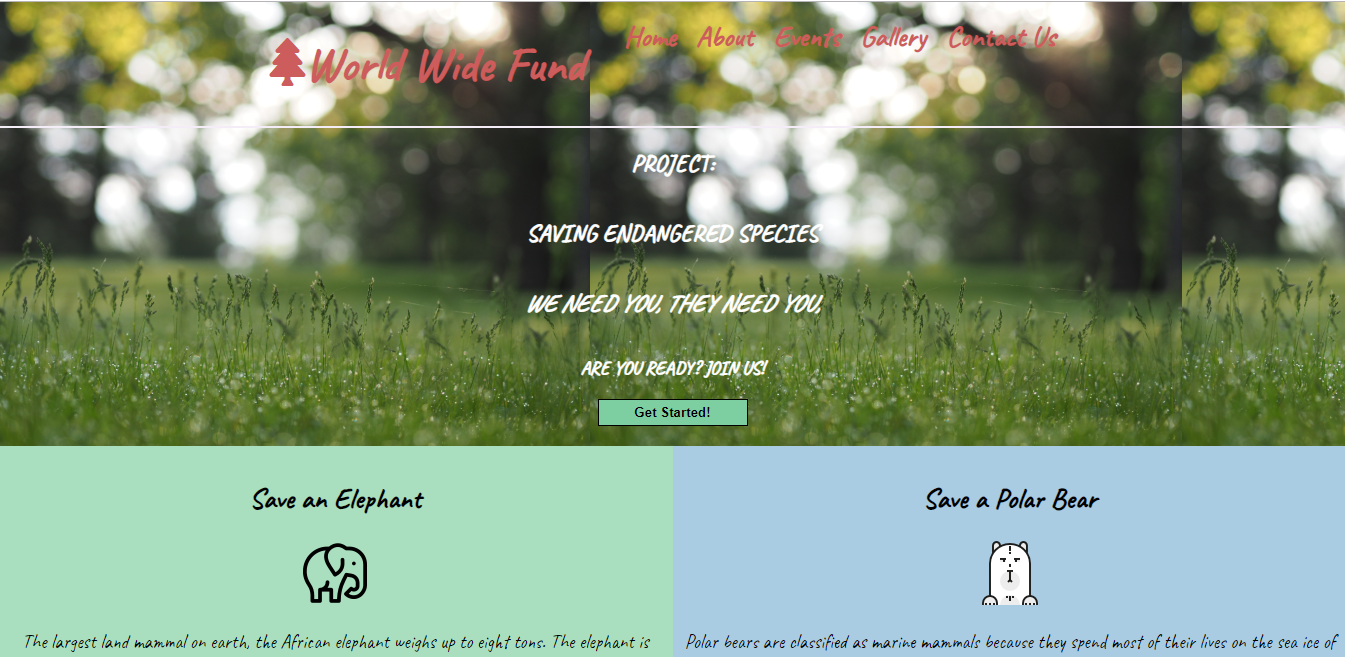 World Wide Fund
Home About Events Gallery Contact Us
PROJECT:
SAVING ENDANGERED SPECIES
WE NEED YOU, THEY NEED YOU,
ARE YOU READY? JOIN US!
Get Started!
Save an Elephant
The largest land mammal on earth, the African elephant weighs up to eight tons. The elephant is
Save a Polar Bear
Polar bears are classified as marine mammals because they spend most of their lives on the sea ice of